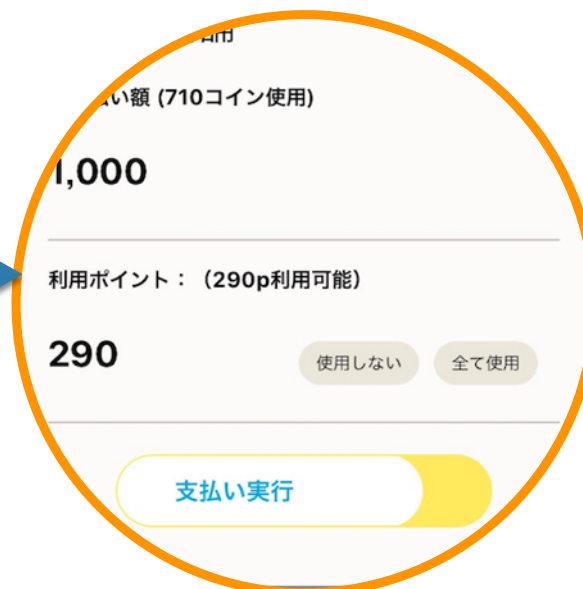 い額 (710コイン使用)
1,000
利用ポイント：（290p利用可能）
290
使用しない 全て使用
支払い実行